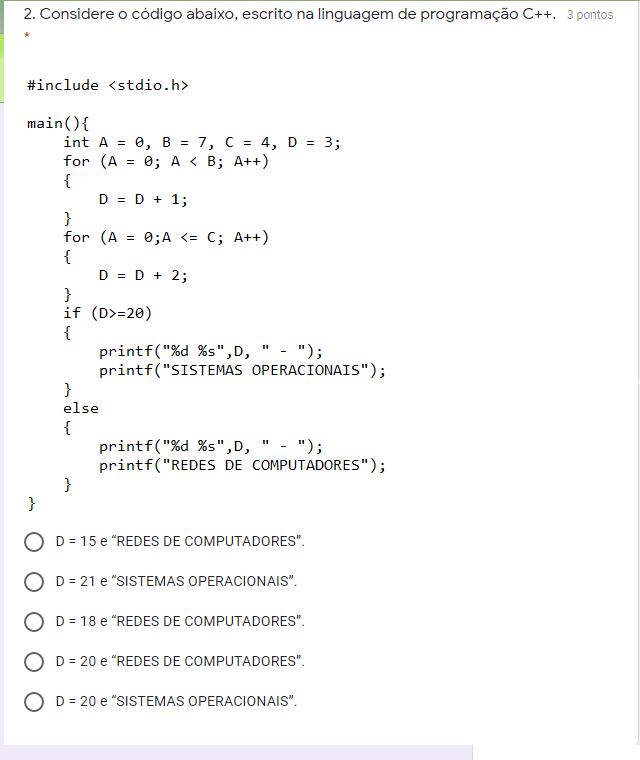 2. Considere o código abaixo, escrito na linguagem de programação C++. 3 pontos
*
#include <stdio.h>
main(){
int A = 0, B = 7, C = 4, D = 3;
for (A = 0; A < B; A++)
{
D = D + 1;
}
for (A = 0;A <= C; A++)
{
D = D + 2;
}
if (D>=20)
{
printf("%d %s",D, " - ");
printf("SISTEMAS OPERACIONAIS");
}
else
{
printf("%d %s",D, " - ");
printf("REDES DE COMPUTADORES");
}
}
D = 15 e “REDES DE COMPUTADORES”.
D = 21 e “SISTEMAS OPERACIONAIS”.
D = 18 e “REDES DE COMPUTADORES”.
D = 20 e “REDES DE COMPUTADORES”.
D = 20 e “SISTEMAS OPERACIONAIS”.